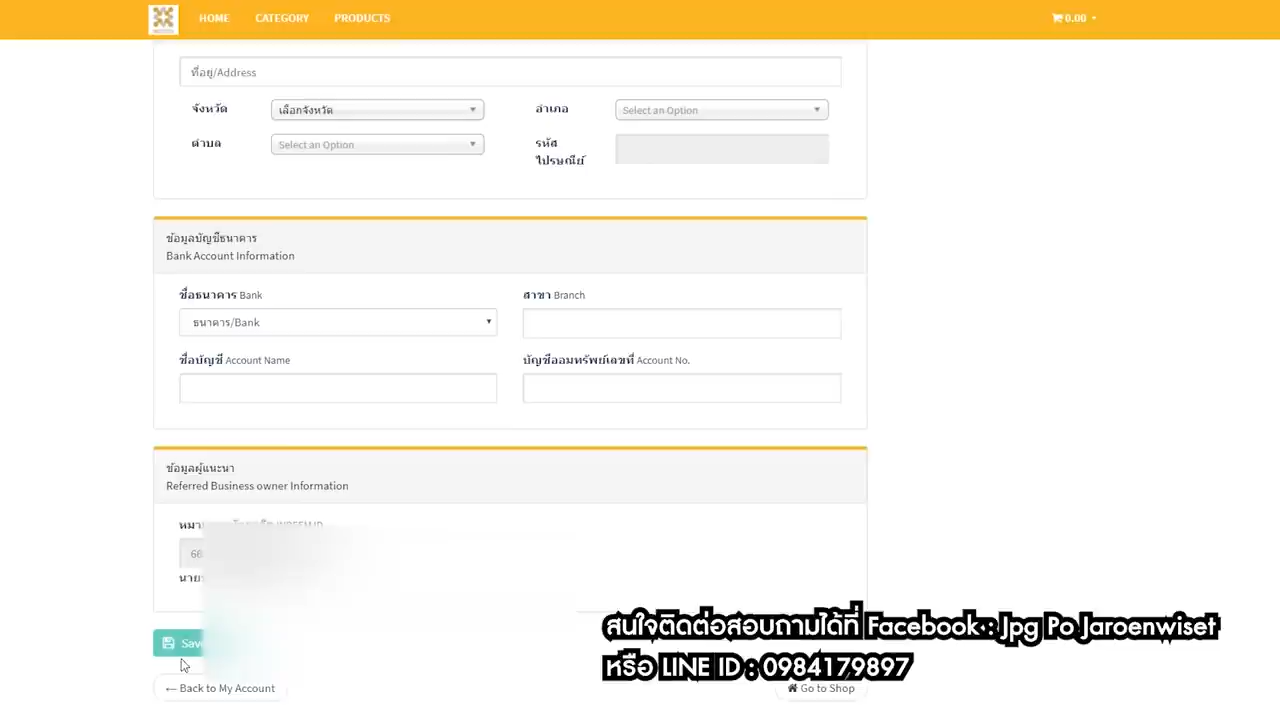 HOME CATEGORY PRODUCTS 0.00
ที่อยู่/Address
จังหวัด เลือกจังหวัด อำเภอ Select an Option
ตำบล Select an Option รหัส
ไปรษณีย์
ข้อมูลบัญชีธนาคาร
Bank Account Information
ชื่อธนาคาร Bank สาขา Branch
ธนาคาร/Bank
ชื่อบัญชี Account Name บัญชีออมทรัพย์เลขที่ Account No.
ข้อมูลผู้แนะนำ
Referred Business owner Information
Save
สนใจติดต่อสอบถามได้ที่ Facebook : Jpg Po Jaroenwiset
หรือ LINE ID : 0984179897
← Back to My Account Go to Shop